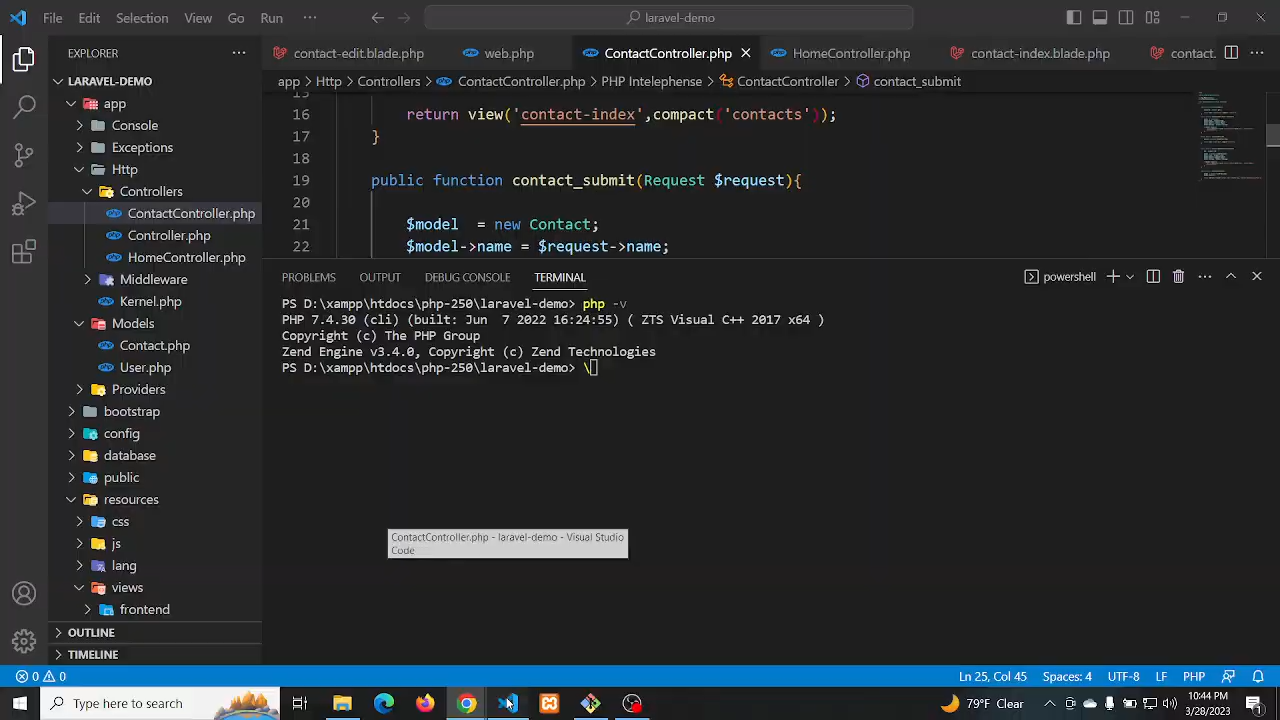 File Edit Selection View Go Run ···
laravel-demo
EXPLORER
contact-edit.blade.php
web.php
ContactController.php
HomeController.php
contact-index.blade.php
contact.
app > Http > Controllers > ContactController.php > PHP Intelephense > ContactController > contact_submit
LARAVEL-DEMO
app
Console
Exceptions
Http
Controllers
ContactController.php
Controller.php
HomeController.php
Middleware
Kernel.php
Models
Contact.php
User.php
Providers
bootstrap
config
database
public
resources
css
js
lang
views
frontend
OUTLINE
TIMELINE
15
16 return view('contact-index',compact('contacts'));
17 }
18
19 public function contact_submit(Request $request){
20
21 $model = new Contact;
22 $model->name = $request->name;
PROBLEMS OUTPUT DEBUG CONSOLE TERMINAL
powershell
PS D:\xampp\htdocs\php-250\laravel-demo> php -v
PHP 7.4.30 (cli) (built: Jun 7 2022 16:24:55) ( ZTS Visual C++ 2017 x64 )
Copyright (c) The PHP Group
Zend Engine v3.4.0, Copyright (c) Zend Technologies
PS D:\xampp\htdocs\php-250\laravel-demo> \
ContactController.php - laravel-demo - Visual Studio
Code
0 0
Ln 25, Col 45 Spaces: 4 UTF-8 LF PHP
Type here to search
79°F Clear
10:44 PM
3/28/2023